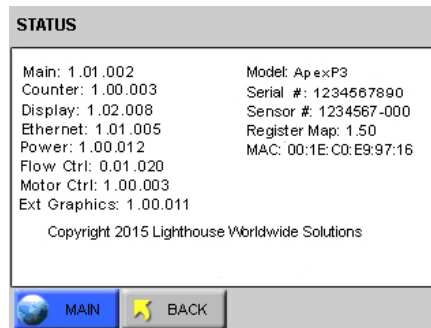 STATUS
Main: 1.01.002
Counter: 1.00.003
Display: 1.02.008
Ethernet: 1.01.005
Power: 1.00.012
Flow Ctrl: 0.01.020
Motor Ctrl: 1.00.003
Ext Graphics: 1.00.011
Model: ApexP3
Serial #: 1234567890
Sensor #: 1234567-000
Register Map: 1.50
MAC: 00:1E:C0:E9:97:16
Copyright 2015 Lighthouse Worldwide Solutions
MAIN
BACK